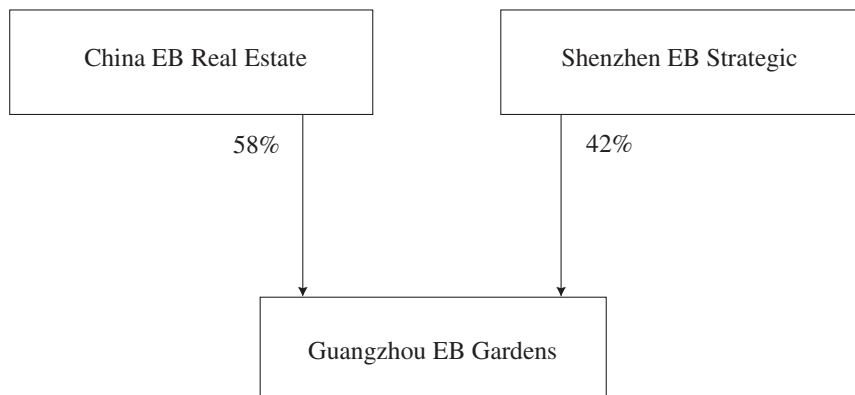 China EB Real Estate
Shenzhen EB Strategic
58%
42%
Guangzhou EB Gardens